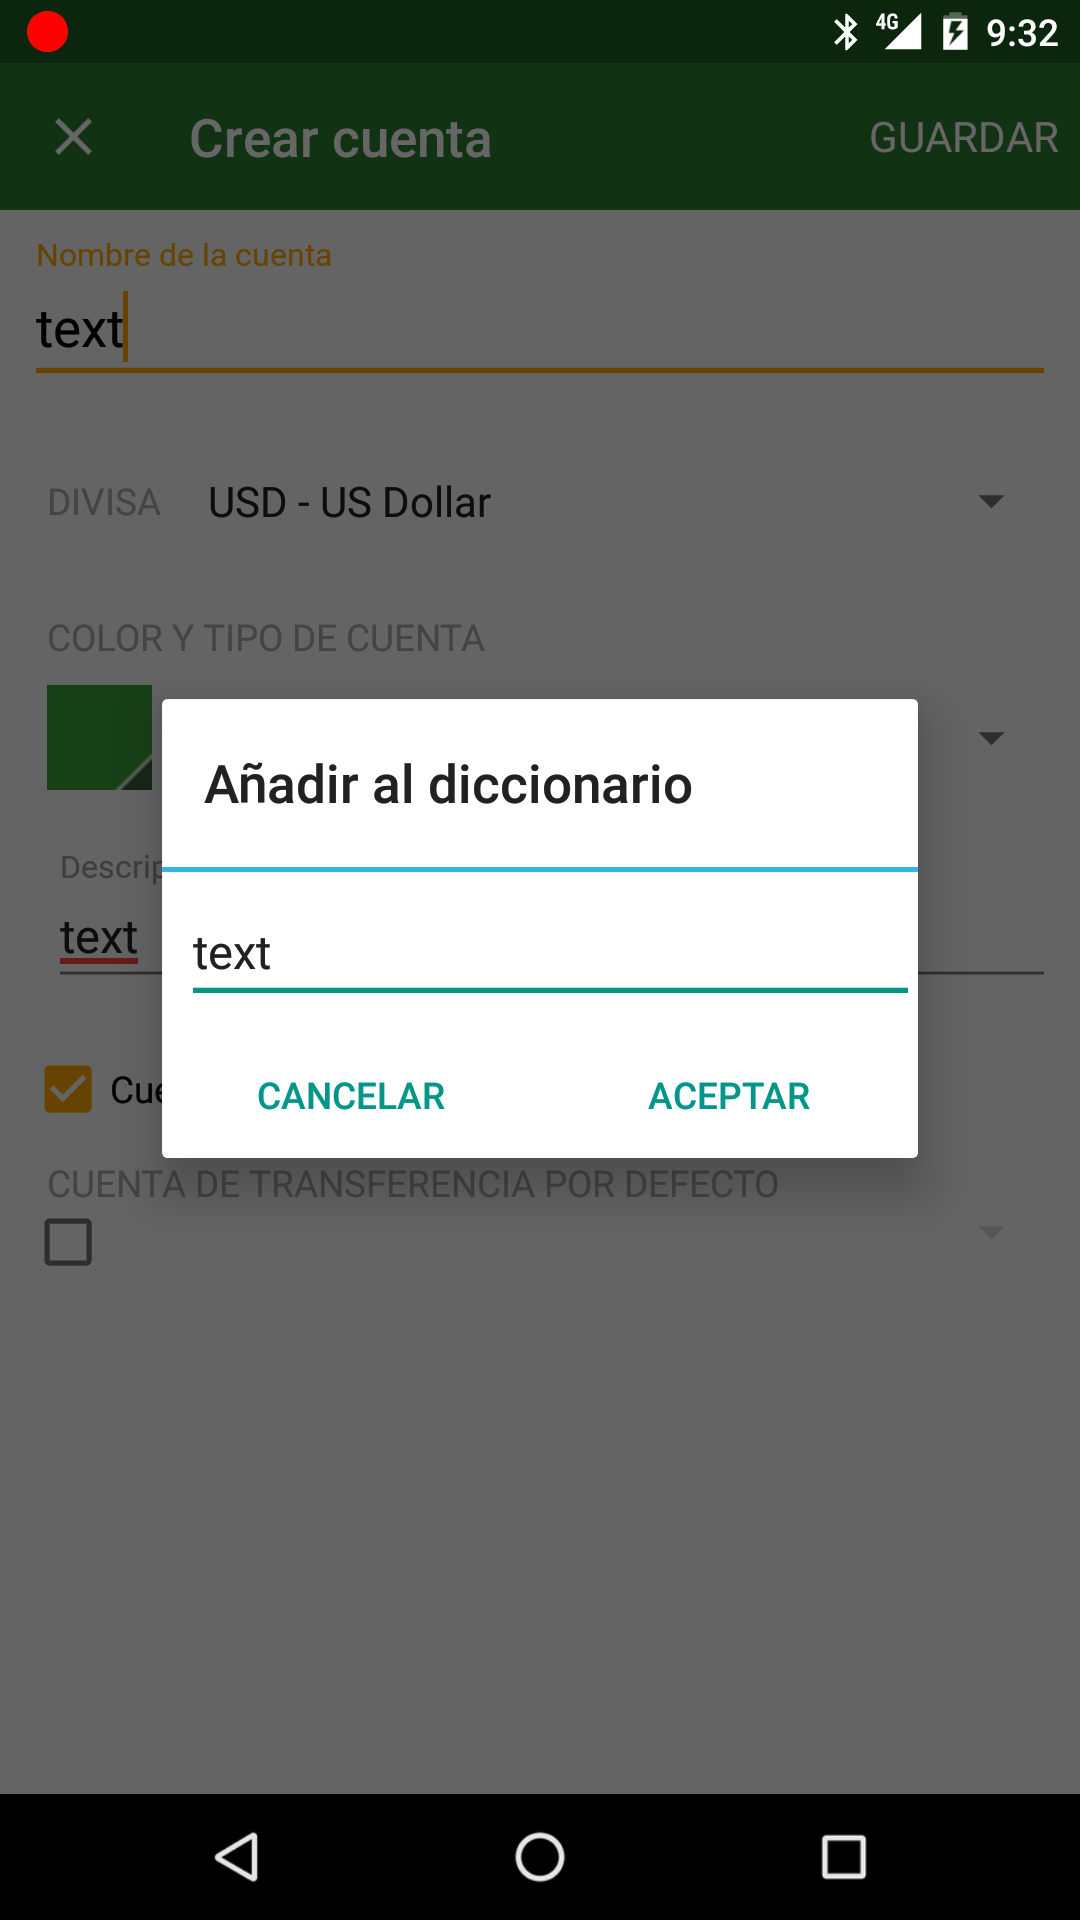 4G 9:32
Crear cuenta GUARDAR
Nombre de la cuenta
text
DIVISA USD - US Dollar
COLOR Y TIPO DE CUENTA
Añadir al diccionario
Descrip
text
text
CANCELAR ACEPTAR
Cue
CUENTA DE TRANSFERENCIA POR DEFECTO